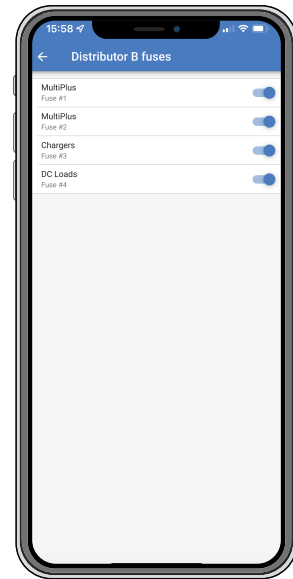 15:58
Distributor B fuses
MultiPlus
Fuse #1
MultiPlus
Fuse #2
Chargers
Fuse #3
DC Loads
Fuse #4